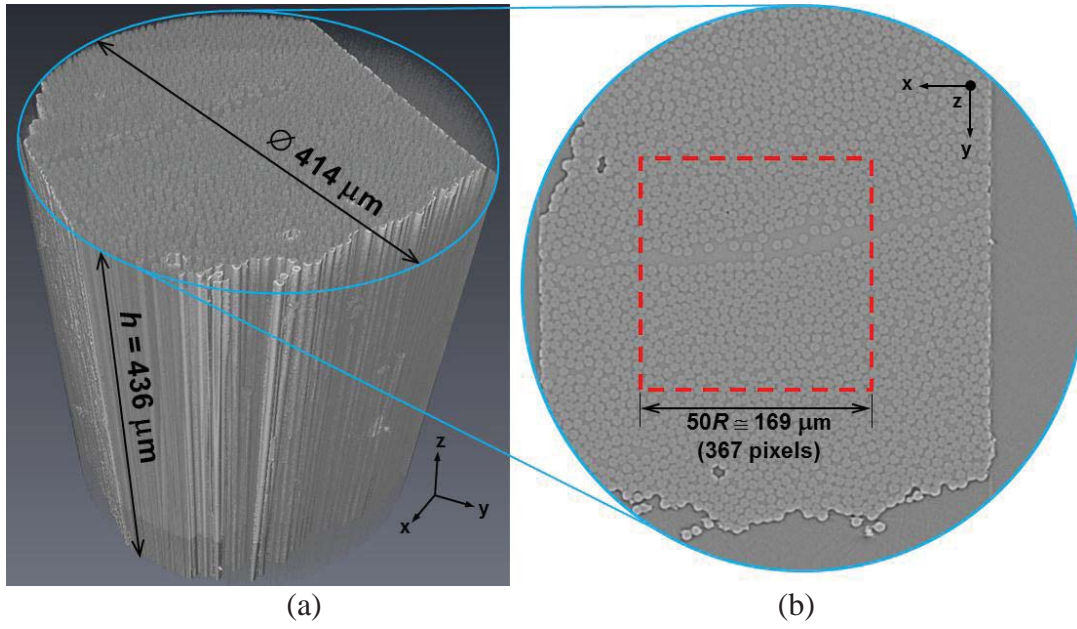 Ø 414 μm
h = 436 μm
z
y
x
x
z
y
50R ≅ 169 μm
(367 pixels)
(a)
(b)